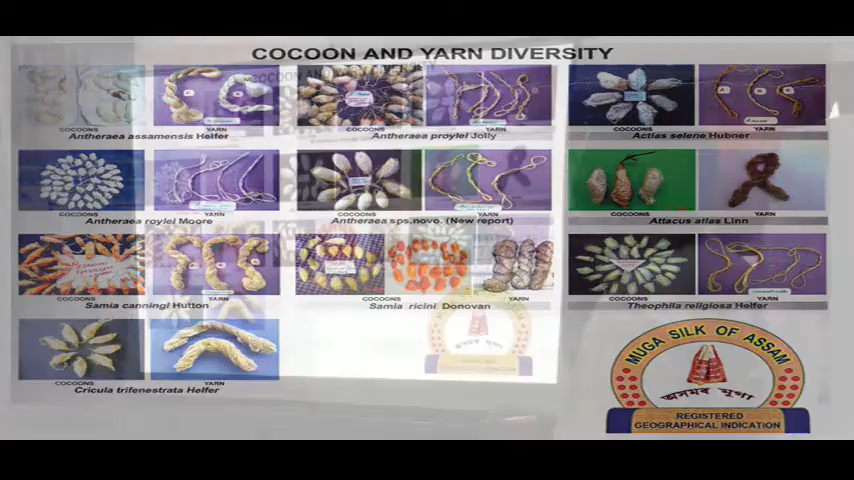 COCOON AND YARN DIVERSITY
COCOONS YARN
Antheraea assamensis Helfer
COCOONS YARN
Antheraea proylei Jolly
COCOONS YARN
Actias selene Hubner
COCOONS YARN
Antheraea roylei Moore
COCOONS YARN
Antheraea sps.novo. (New report)
COCOONS YARN
Attacus atlas Linn
COCOONS YARN
Samia canningi Hutton
COCOONS YARN
Samia ricini Donovan
COCOONS YARN
Theophila religiosa Helfer
COCOONS YARN
Cricula trifenestrata Helfer
MUGA SILK OF ASSAM
অসমৰ মুগা
REGISTERED
GEOGRAPHICAL INDICATION